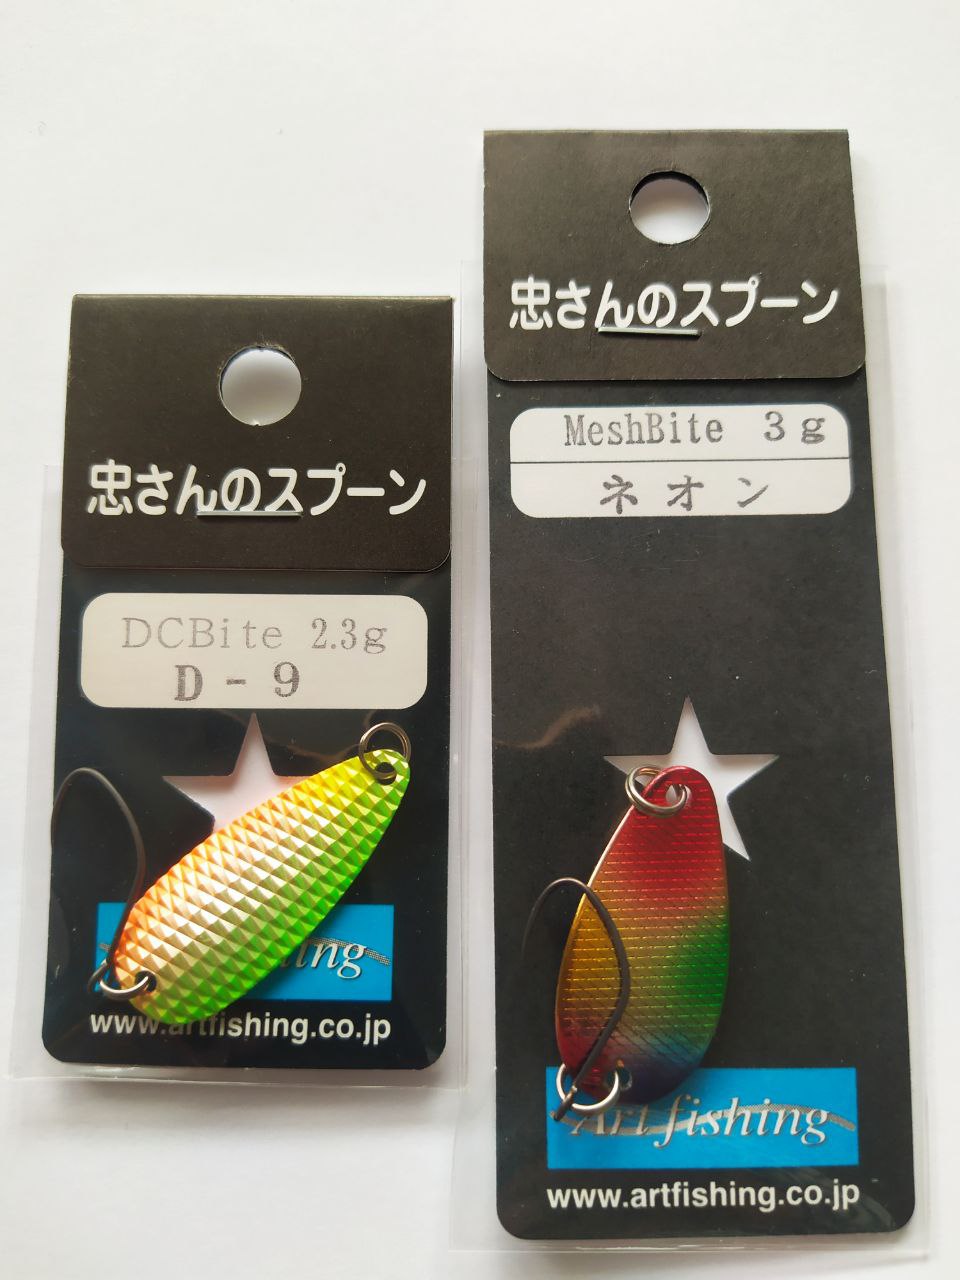 忠さんのスプーン
DCBite 2.3g
D-9
ing
www.artfishing.co.jp
忠さんのスプーン
MeshBite 3g
ネオン
Art fishing
www.artfishing.co.jp